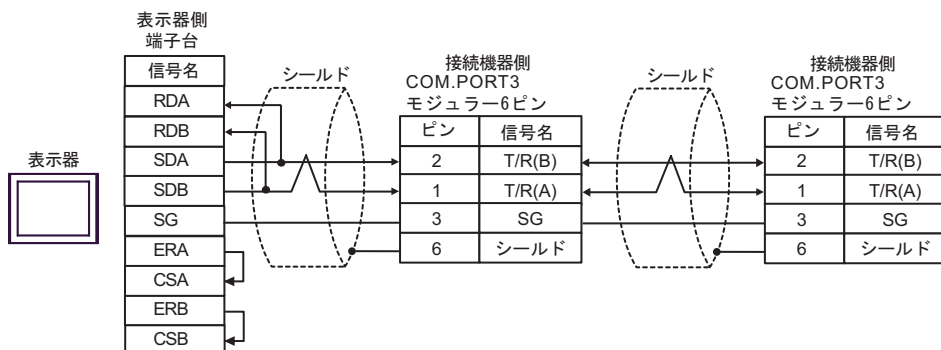 表示器側
端子台
信号名
RDA
RDB
SDA
SDB
SG
ERA
CSA
ERB
CSB
表示器
シールド
接続機器側
COM.PORT3
モジュラー6ピン
ピン 信号名
2 T/R(B)
1 T/R(A)
3 SG
6 シールド
シールド
接続機器側
COM.PORT3
モジュラー6ピン
ピン 信号名
2 T/R(B)
1 T/R(A)
3 SG
6 シールド